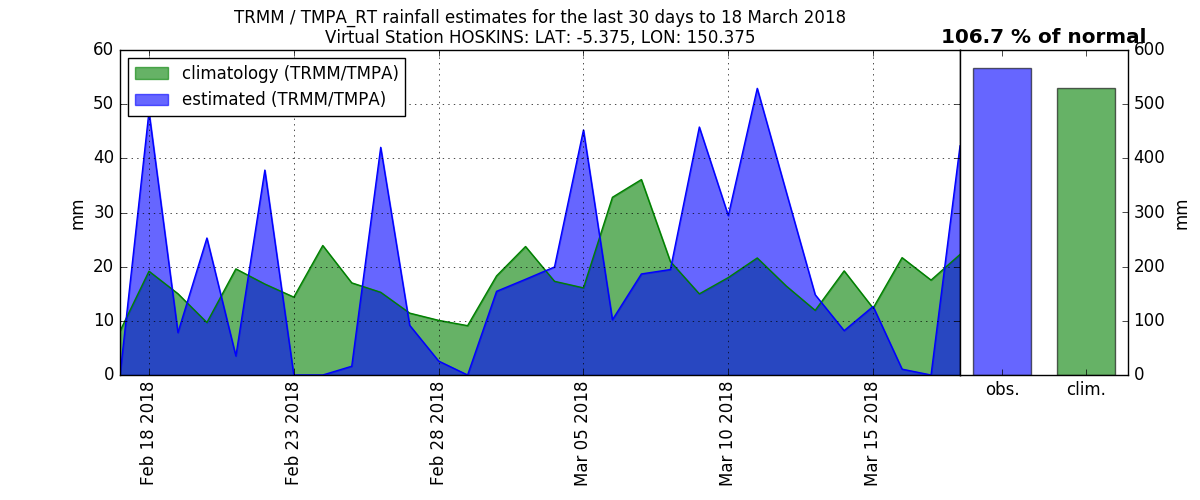 TRMM / TMPA_RT rainfall estimates for the last 30 days to 18 March 2018
Virtual Station HOSKINS: LAT: -5.375, LON: 150.375
106.7 % of normal
climatology (TRMM/TMPA)
estimated (TRMM/TMPA)
60
50
40
30
20
10
0
mm
Feb 18 2018
Feb 23 2018
Feb 28 2018
Mar 05 2018
Mar 10 2018
Mar 15 2018
600
500
400
300
200
100
0
mm
obs.
clim.